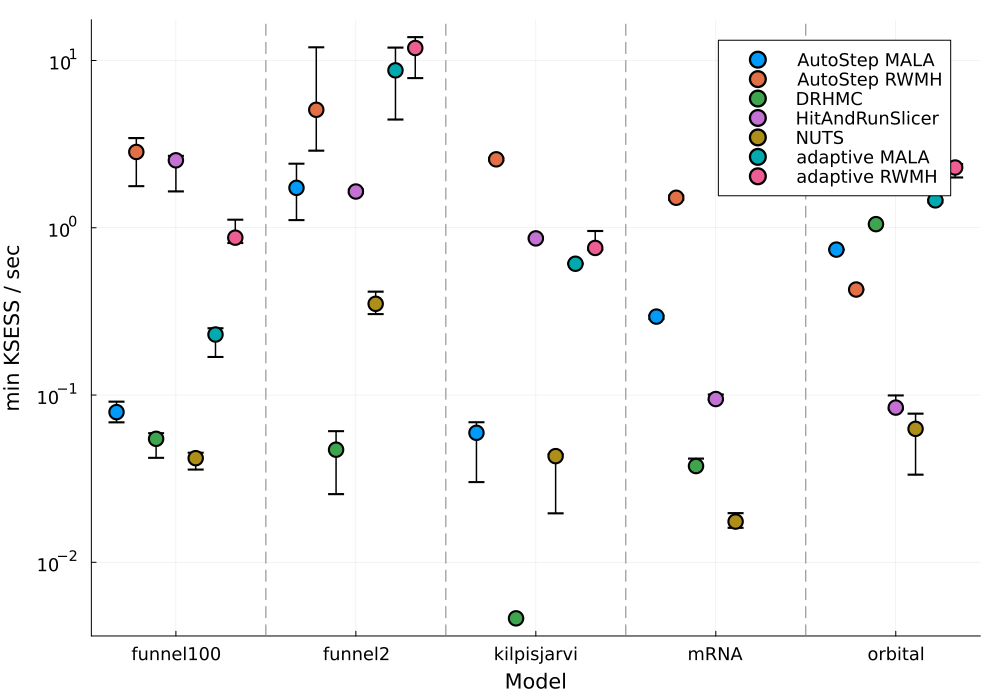 min KSESS / sec
10^1
10^0
10^−1
10^−2
AutoStep MALA
AutoStep RWMH
DRHMC
HitAndRunSlicer
NUTS
adaptive MALA
adaptive RWMH
funnel100 funnel2 kilpisjarvi mRNA orbital
Model